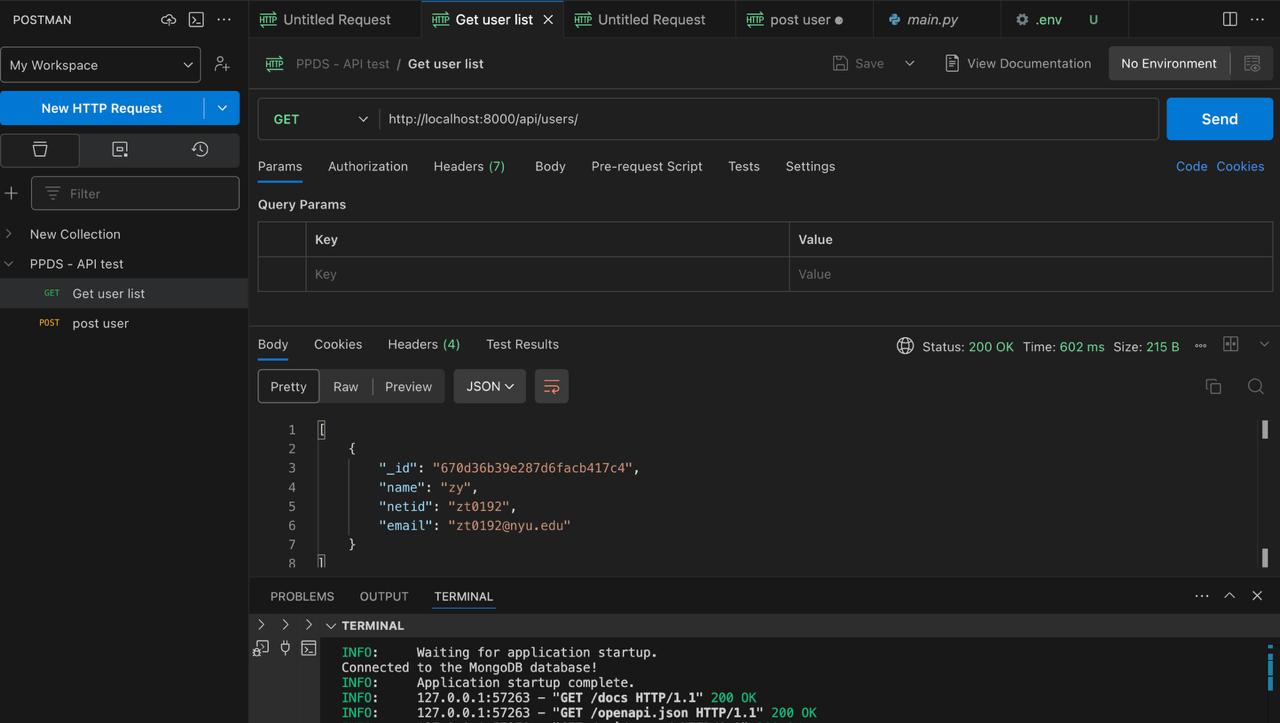 POSTMAN
My Workspace
New HTTP Request
Filter
New Collection
PPDS - API test
GET Get user list
POST post user
HTTP Untitled Request HTTP Get user list HTTP Untitled Request HTTP post user main.py .env U
HTTP PPDS - API test / Get user list Save View Documentation No Environment
GET http://localhost:8000/api/users/ Send
Params Authorization Headers (7) Body Pre-request Script Tests Settings Code Cookies
Query Params
Key Value
Key Value
Body Cookies Headers (4) Test Results Status: 200 OK Time: 602 ms Size: 215 B
Pretty Raw Preview JSON
1 [
2 {
3 "_id": "670d36b39e287d6facb417c4",
4 "name": "zy",
5 "netid": "zt0192",
6 "email": "zt0192@nyu.edu"
7 }
8 ]
PROBLEMS OUTPUT TERMINAL
TERMINAL
INFO: Waiting for application startup.
Connected to the MongoDB database!
INFO: Application startup complete.
INFO: 127.0.0.1:57263 - "GET /docs HTTP/1.1" 200 OK
INFO: 127.0.0.1:57263 - "GET /openapi.json HTTP/1.1" 200 OK